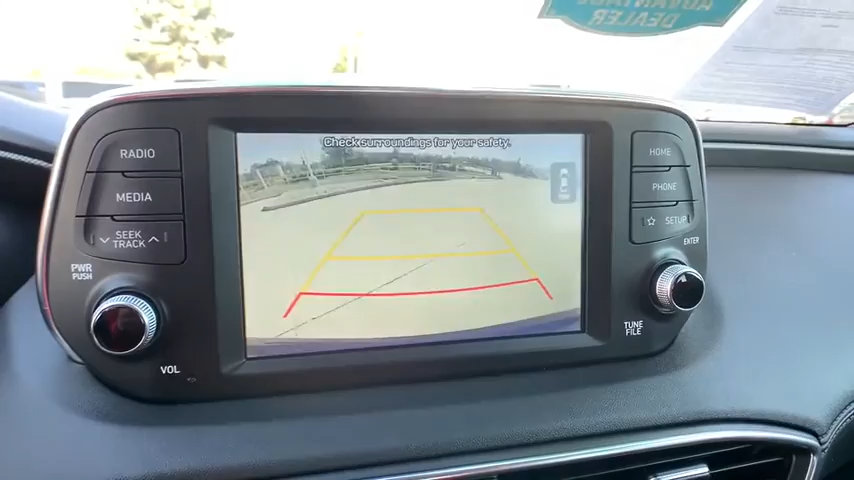 ADVANTAGE
DEALER
Check surroundings for your safety.
RADIO
MEDIA
SEEK
TRACK
PWR
PUSH
VOL
HOME
PHONE
SETUP
ENTER
TUNE
FILE